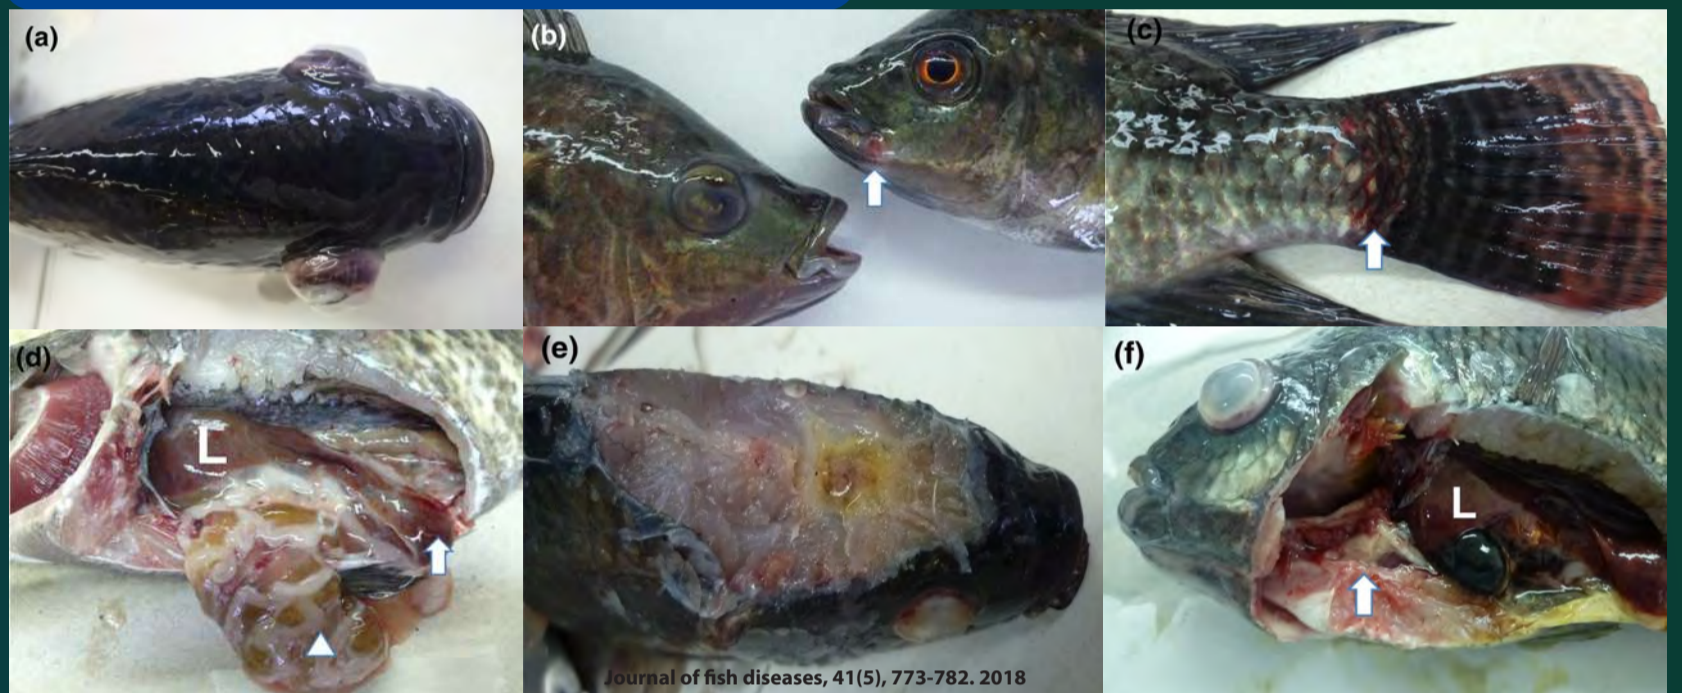 (a)
(b)
(c)
(d)
L
(e)
(f)
L
Journal of fish diseases, 41(5), 773-782. 2018